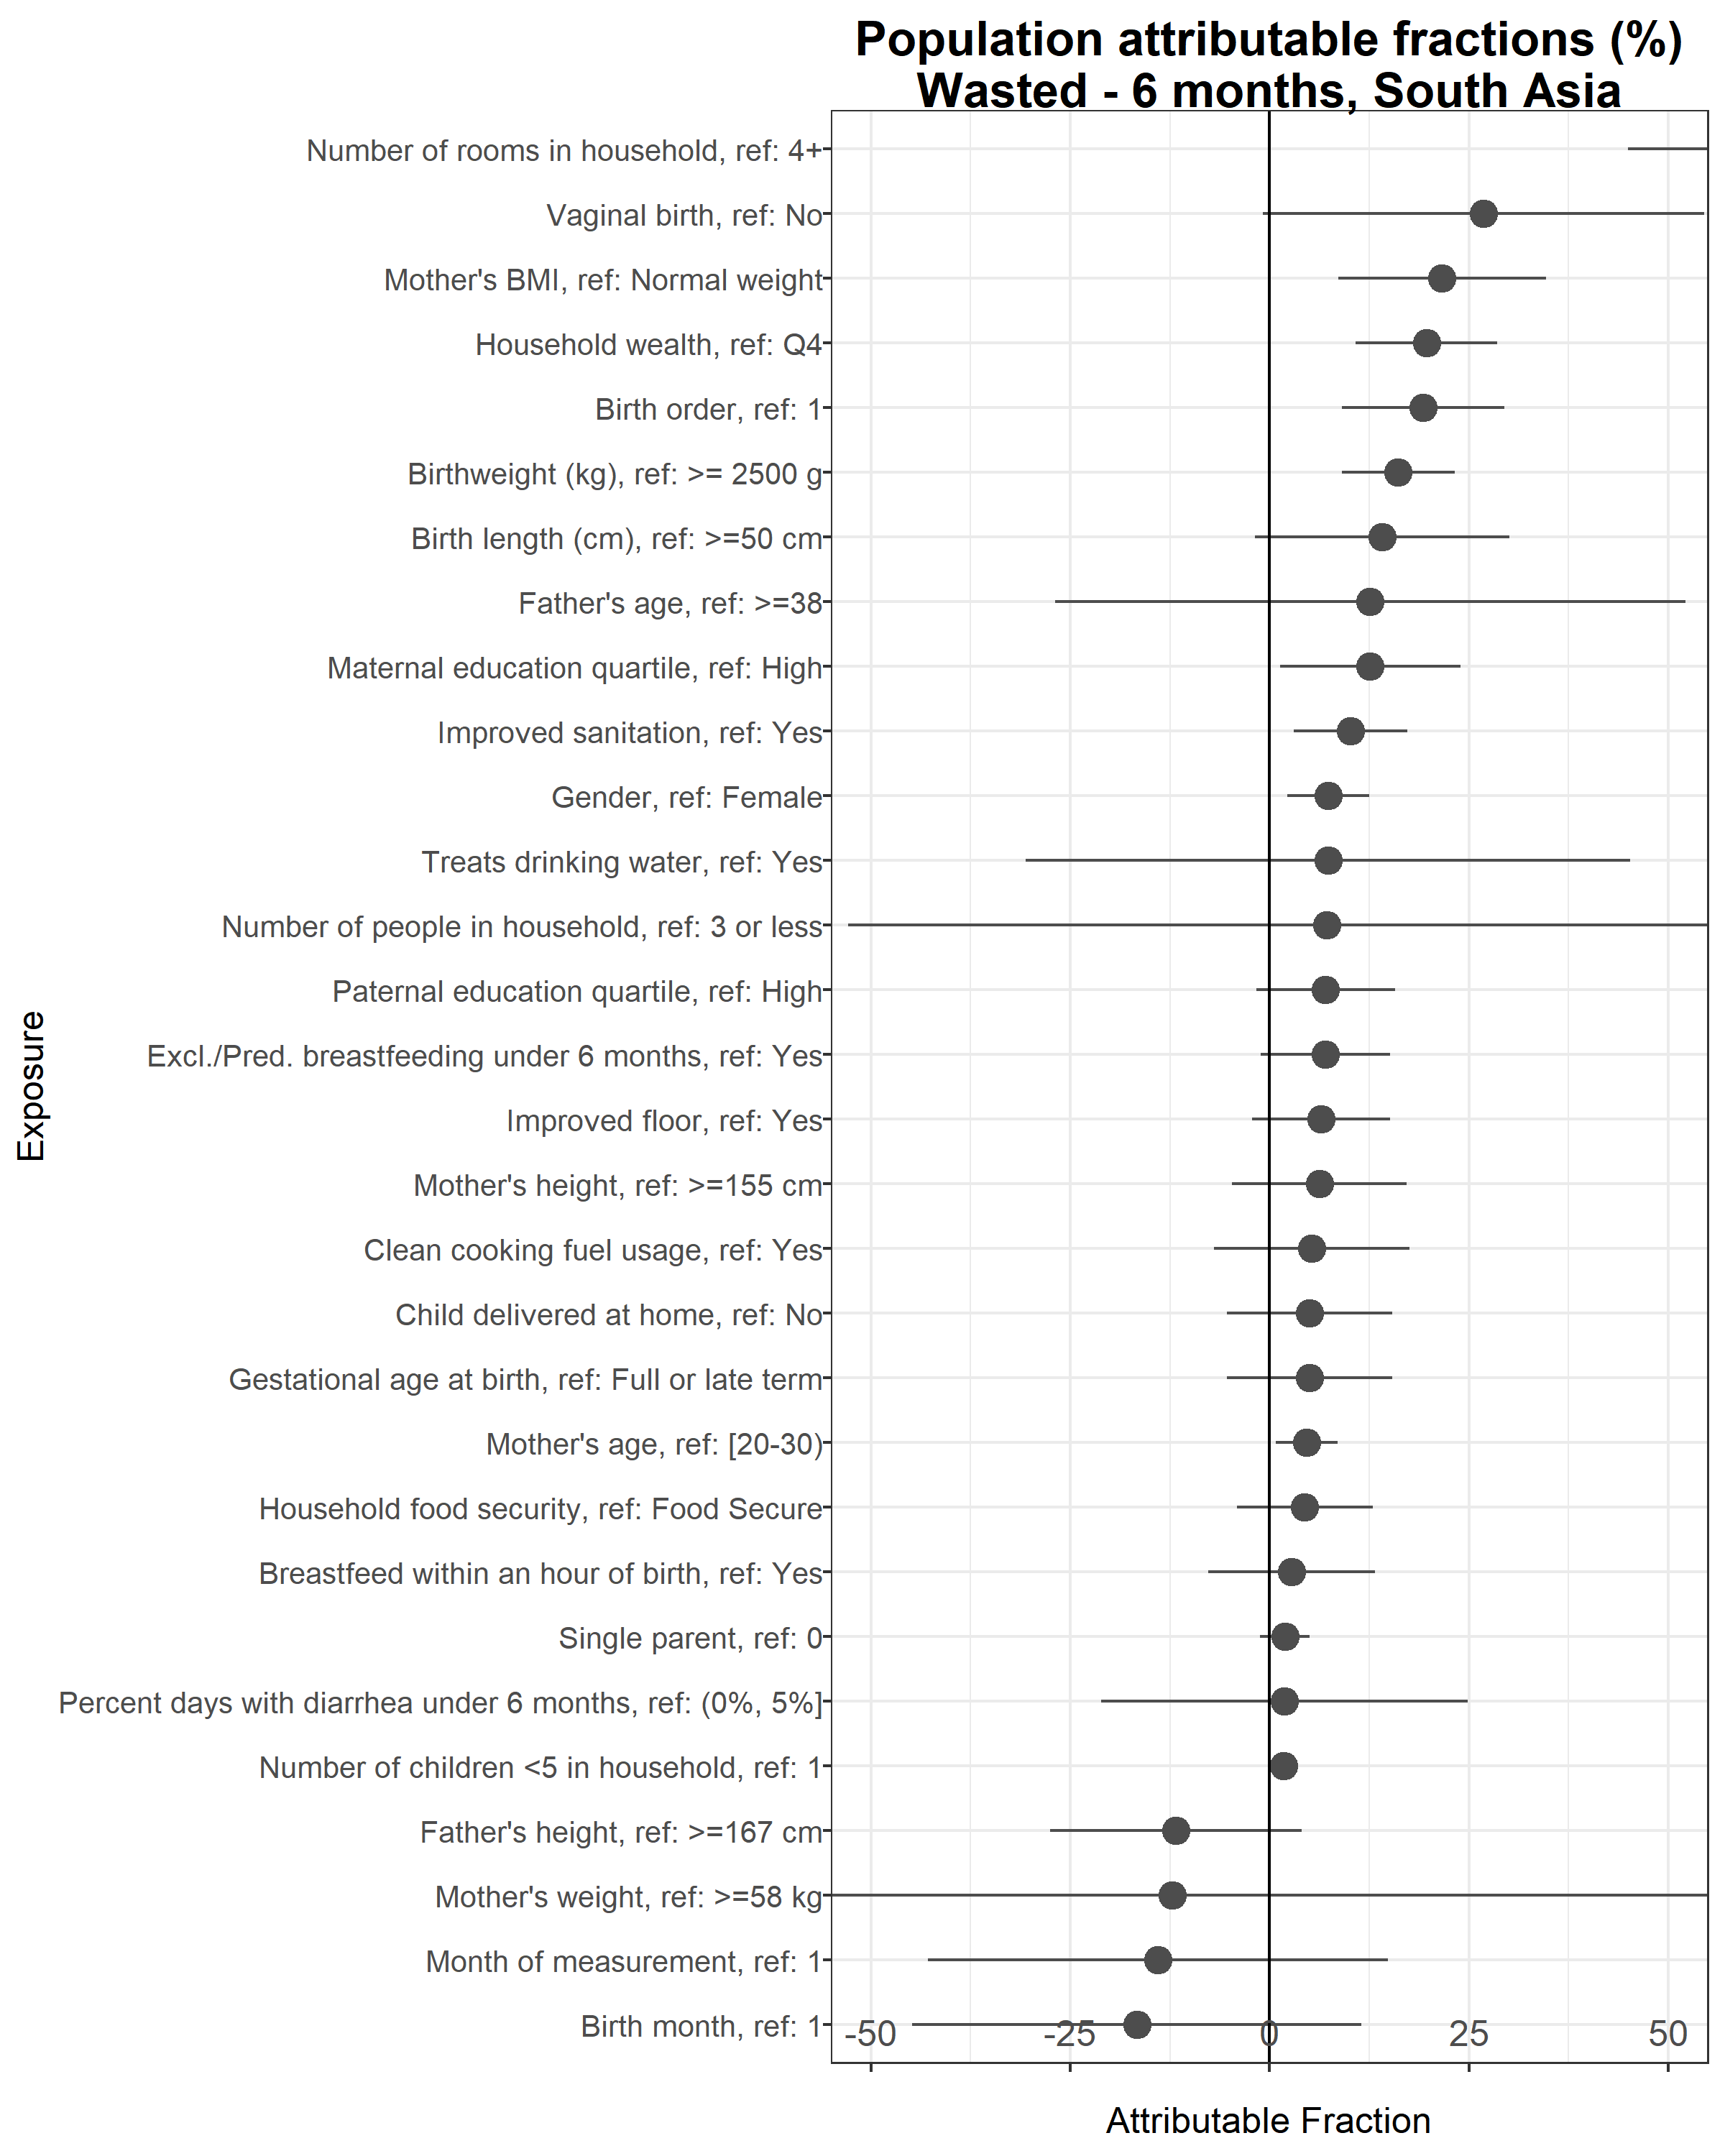 Population attributable fractions (%)
Wasted - 6 months, South Asia
Number of rooms in household, ref: 4+
Vaginal birth, ref: No
Mother's BMI, ref: Normal weight
Household wealth, ref: Q4
Birth order, ref: 1
Birthweight (kg), ref: >= 2500 g
Birth length (cm), ref: >=50 cm
Father's age, ref: >=38
Maternal education quartile, ref: High
Improved sanitation, ref: Yes
Gender, ref: Female
Treats drinking water, ref: Yes
Number of people in household, ref: 3 or less
Paternal education quartile, ref: High
Excl./Pred. breastfeeding under 6 months, ref: Yes
Improved floor, ref: Yes
Mother's height, ref: >=155 cm
Clean cooking fuel usage, ref: Yes
Child delivered at home, ref: No
Gestational age at birth, ref: Full or late term
Mother's age, ref: [20-30)
Household food security, ref: Food Secure
Breastfeed within an hour of birth, ref: Yes
Single parent, ref: 0
Percent days with diarrhea under 6 months, ref: (0%, 5%]
Number of children <5 in household, ref: 1
Father's height, ref: >=167 cm
Mother's weight, ref: >=58 kg
Month of measurement, ref: 1
Birth month, ref: 1
Exposure
-50 -25 0 25 50
Attributable Fraction